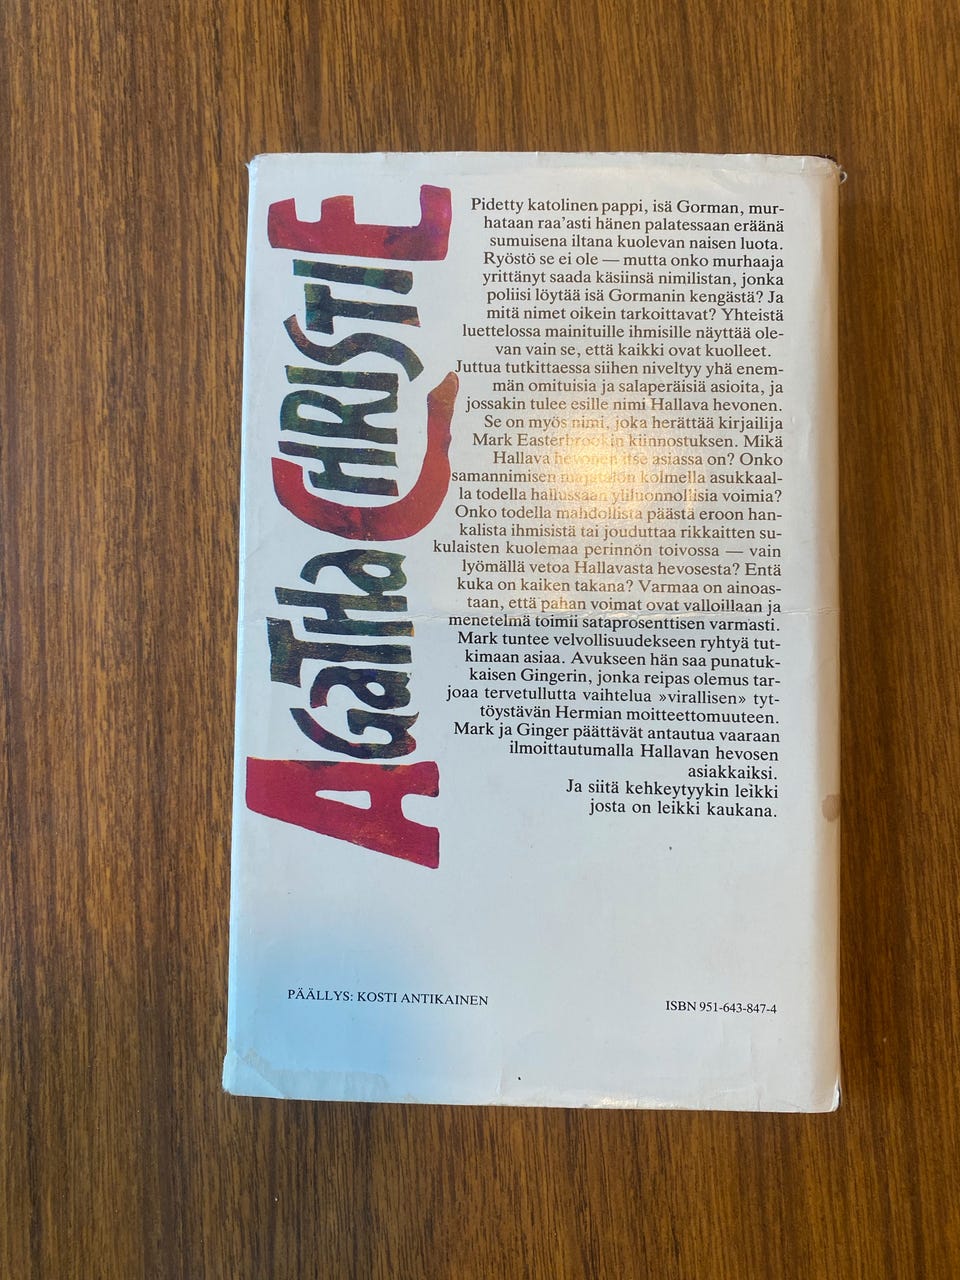 AGATHA CHRISTIE
Pidetty katolinen pappi, isä Gorman, mur-
hataan raa'asti hänen palatessaan eräänä
sumuisena iltana kuolevan naisen luota.
Ryöstö se ei ole — mutta onko murhaaja
yrittänyt saada käsiinsä nimilistan, jonka
poliisi löytää isä Gormanin kengästä? Ja
mitä nimet oikein tarkoittavat? Yhteistä
luettelossa mainituille ihmisille näyttää ole-
van vain se, että kaikki ovat kuolleet.
Juttua tutkittaessa siihen niveltyy yhä enem-
män omituisia ja salaperäisiä asioita, ja
jossakin tulee esille nimi Hallava hevonen.
Se on myös nimi, joka herättää kirjailija
Mark Easterbrookin kiinnostuksen. Mikä
Hallava hevonen itse asiassa on? Onko
samannimisen majatalon kolmella asukkaal-
la todella hallussaan yliluonnollisia voimia?
Onko todella mahdollista päästä eroon han-
kalista ihmisistä tai jouduttaa rikkaitten su-
kulaisten kuolemaa perinnön toivossa — vain
lyömällä vetoa Hallavasta hevosesta? Entä
kuka on kaiken takana? Varmaa on ainoas-
taan, että pahan voimat ovat valloillaan ja
menetelmä toimii sataprosenttisen varmasti.
Mark tuntee velvollisuudekseen ryhtyä tut-
kimaan asiaa. Avukseen hän saa punatuk-
kaisen Gingerin, jonka reipas olemus tar-
joaa tervetullutta vaihtelua »virallisen» tyt-
töystävän Hermian moitteettomuuteen.
Mark ja Ginger päättävät antautua vaaraan
ilmoittautumalla Hallavan hevosen
asiakkaiksi.
Ja siitä kehkeytyykin leikki
josta on leikki kaukana.
PÄÄLLYS: KOSTI ANTIKAINEN
ISBN 951-643-847-4